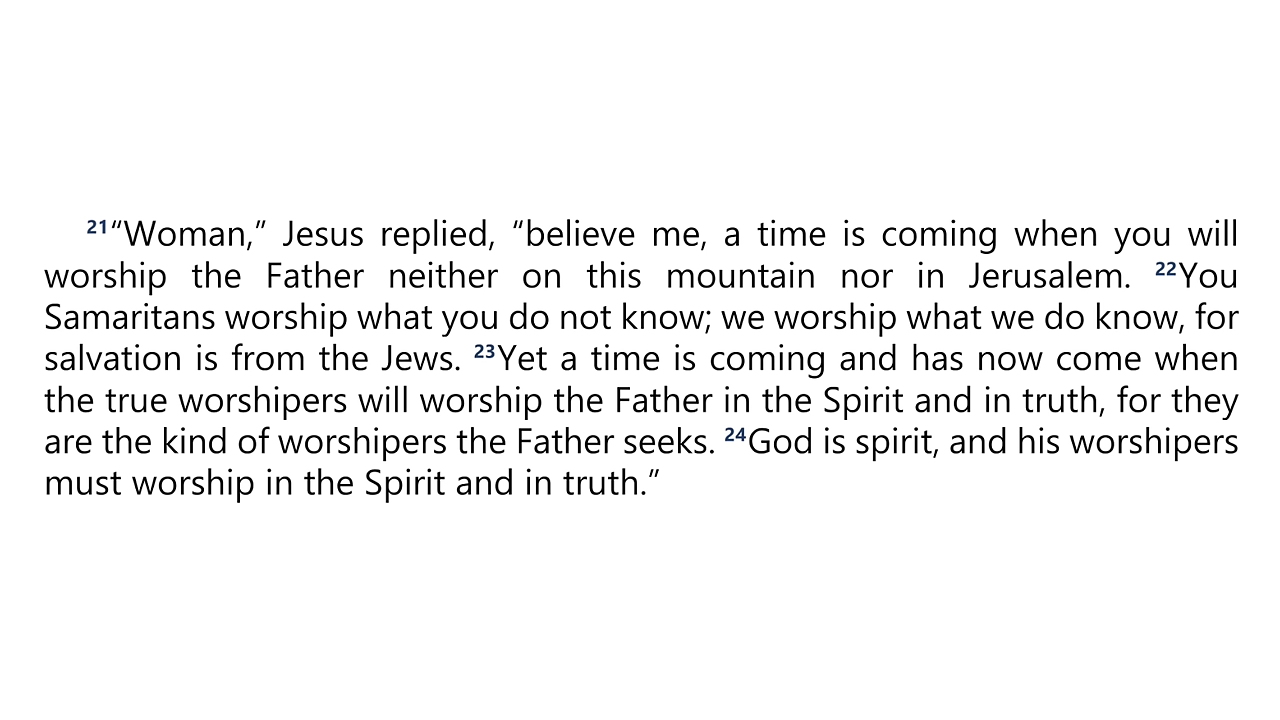 21“Woman,” Jesus replied, “believe me, a time is coming when you will
worship the Father neither on this mountain nor in Jerusalem. 22You
Samaritans worship what you do not know; we worship what we do know, for
salvation is from the Jews. 23Yet a time is coming and has now come when
the true worshipers will worship the Father in the Spirit and in truth, for they
are the kind of worshipers the Father seeks. 24God is spirit, and his worshipers
must worship in the Spirit and in truth.”